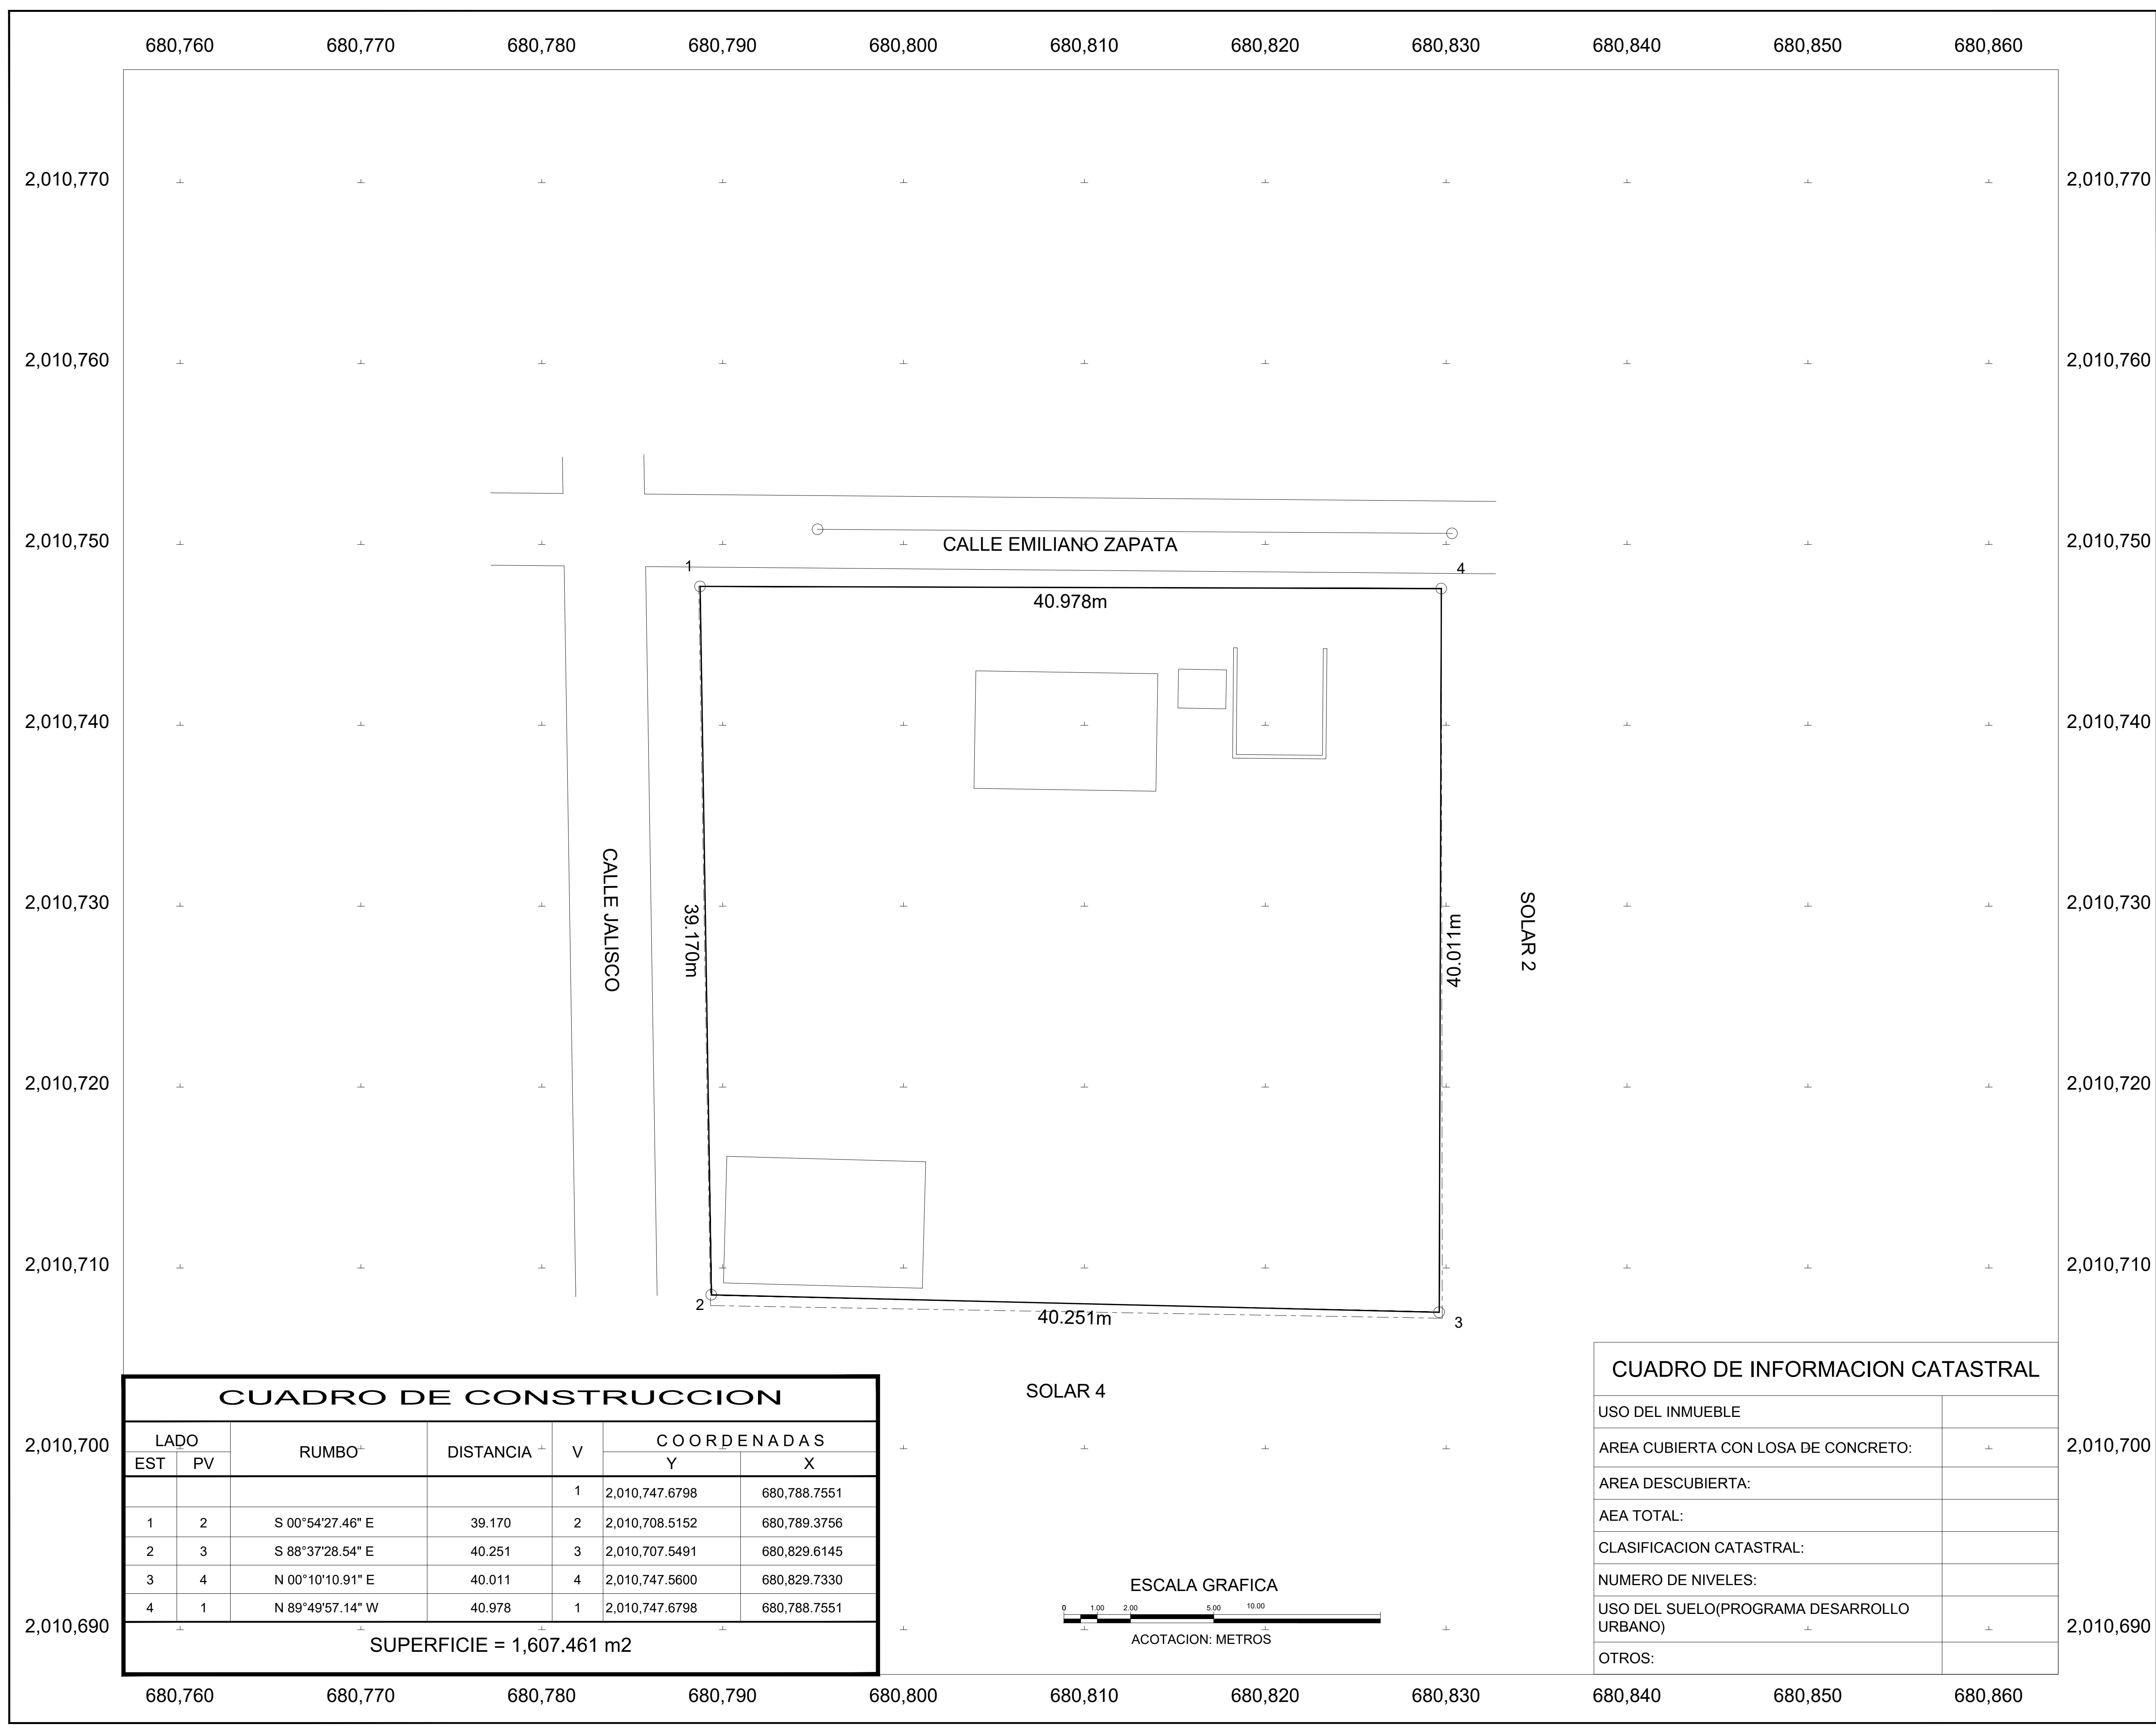 680,760 680,770 680,780 680,790 680,800 680,810 680,820 680,830 680,840 680,850 680,860
2,010,770 2,010,770
2,010,760 2,010,760
2,010,750 2,010,750
CALLE EMILIANO ZAPATA
1 4
40.978m
2,010,740 2,010,740
2,010,730 2,010,730
CALLE JALISCO
39.170m
40.011m
SOLAR 2
2,010,720 2,010,720
2,010,710 2,010,710
2 3
40.251m
SOLAR 4
2,010,700 2,010,700
2,010,690 2,010,690
CUADRO DE CONSTRUCCION
LADO RUMBO DISTANCIA V COORDENADAS
EST PV Y X
1 2,010,747.6798 680,788.7551
1 2 S 00°54'27.46" E 39.170 2 2,010,708.5152 680,789.3756
2 3 S 88°37'28.54" E 40.251 3 2,010,707.5491 680,829.6145
3 4 N 00°10'10.91" E 40.011 4 2,010,747.5600 680,829.7330
4 1 N 89°49'57.14" W 40.978 1 2,010,747.6798 680,788.7551
SUPERFICIE = 1,607.461 m2
ESCALA GRAFICA
0 1.00 2.00 5.00 10.00
ACOTACION: METROS
CUADRO DE INFORMACION CATASTRAL
USO DEL INMUEBLE
AREA CUBIERTA CON LOSA DE CONCRETO:
AREA DESCUBIERTA:
AEA TOTAL:
CLASIFICACION CATASTRAL:
NUMERO DE NIVELES:
USO DEL SUELO(PROGRAMA DESARROLLO
URBANO)
OTROS:
680,760 680,770 680,780 680,790 680,800 680,810 680,820 680,830 680,840 680,850 680,860